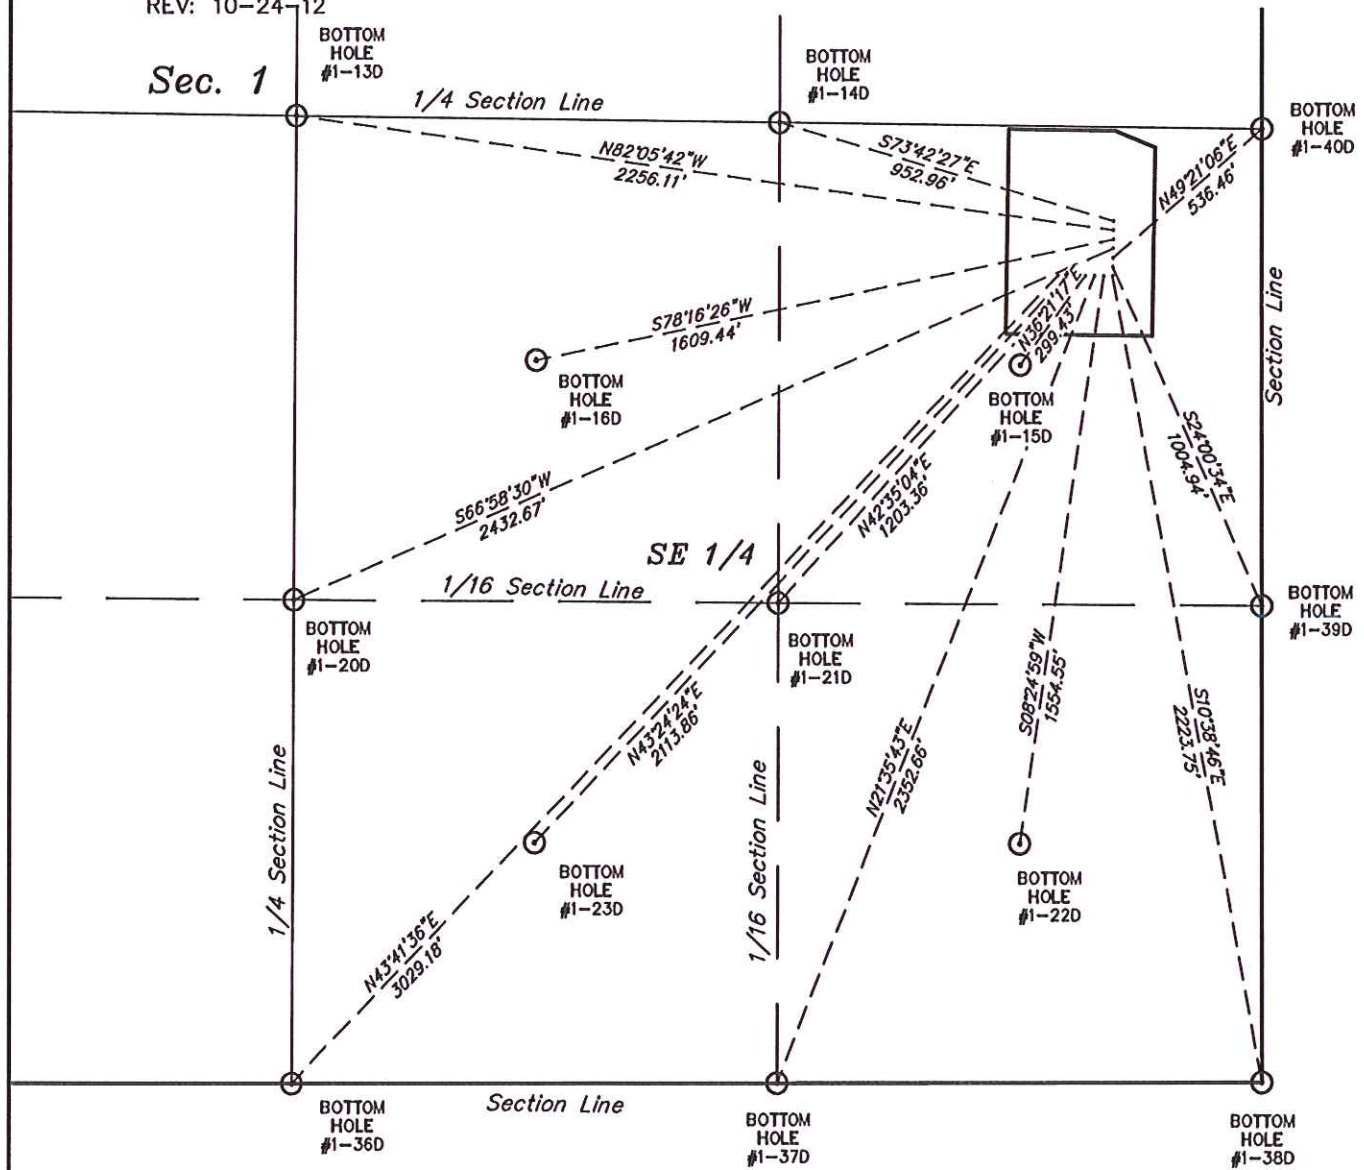 REV: 10-24-12
BOTTOM
HOLE
#1-13D
Sec. 1
1/4 Section Line
BOTTOM
HOLE
#1-14D
BOTTOM
HOLE
#1-40D
N82°05'42"W
2256.11'
S73°42'27"E
952.96'
N49°21'06"E
536.46'
Section Line
S78°16'26"W
1609.44'
BOTTOM
HOLE
#1-16D
N36°21'17"E
299.43'
BOTTOM
HOLE
#1-15D
S24°00'34"E
1004.94'
S66°58'30"W
2432.67'
N42°35'04"E
1203.36'
SE 1/4
1/16 Section Line
BOTTOM
HOLE
#1-20D
BOTTOM
HOLE
#1-21D
BOTTOM
HOLE
#1-39D
S08°24'59"W
1554.55'
N43°24'24"E
2113.86'
N21°35'43"E
2352.66'
S10°38'46"E
2223.75'
1/4 Section Line
1/16 Section Line
BOTTOM
HOLE
#1-23D
BOTTOM
HOLE
#1-22D
N43°41'36"E
3029.18'
Section Line
BOTTOM
HOLE
#1-36D
BOTTOM
HOLE
#1-37D
BOTTOM
HOLE
#1-38D